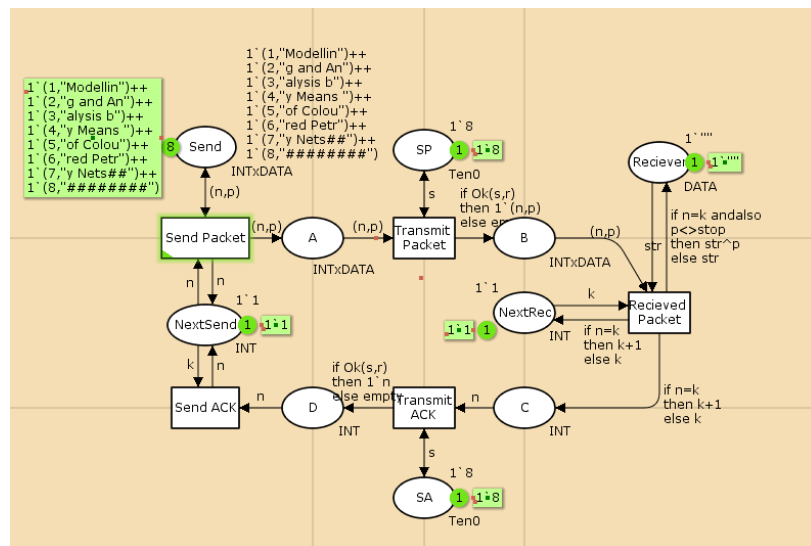 1`(1,"Modellin")++
1`(2,"g and An")++
1`(3,"alysis b")++
1`(4,"y Means ")++
1`(5,"of Colou")++
1`(6,"red Petr")++
1`(7,"y Nets##")++
1`(8,"########")
8
Send
INTxDATA
1`(1,"Modellin")++
1`(2,"g and An")++
1`(3,"alysis b")++
1`(4,"y Means ")++
1`(5,"of Colou")++
1`(6,"red Petr")++
1`(7,"y Nets##")++
1`(8,"########")
1`8
SP
1
1`8
Ten0
1`""
Reciever
1
1`""
DATA
(n,p)
s
if Ok(s,r)
then 1`(n,p)
else empty
if n=k andalso
p<>stop
then str^p
else str
str
Send Packet
(n,p)
A
INTxDATA
(n,p)
Transmit
Packet
B
INTxDATA
(n,p)
n
n
1`1
NextSend
1
1`1
INT
1`1
NextRec
1`1
1
INT
k
if n=k
then k+1
else k
Recieved
Packet
k
n
Send ACK
n
D
INT
if Ok(s,r)
then 1`n
else empty
Transmit
ACK
n
C
INT
if n=k
then k+1
else k
s
1`8
SA
1
1`8
Ten0